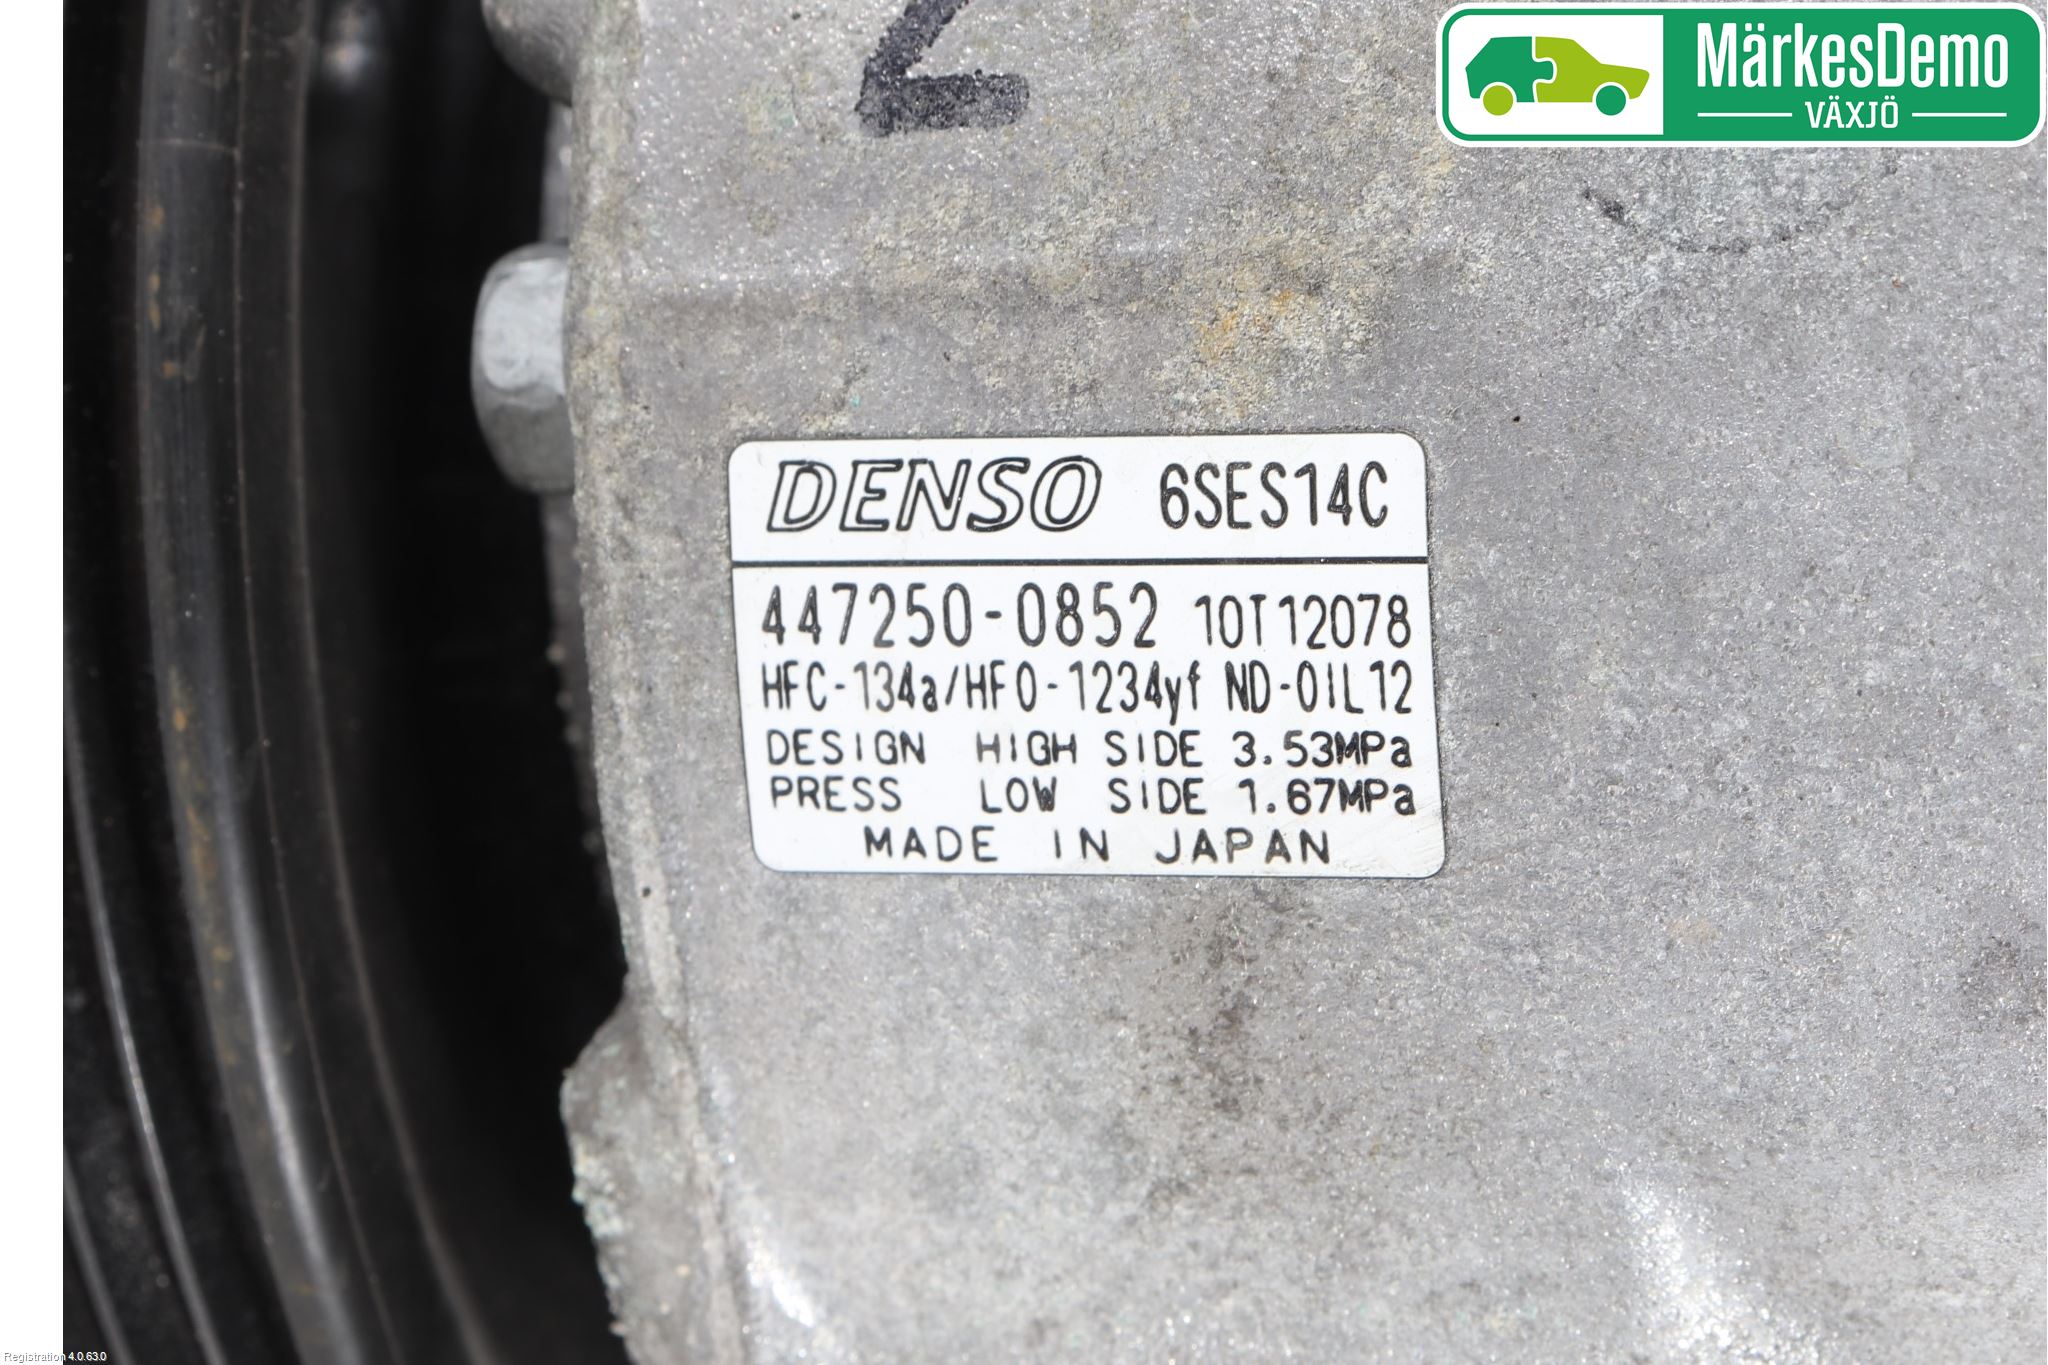 MärkesDemo
VÄXJÖ
DENSO 6SES14C
447250-0852 10T12078
HFC-134a/HFO-1234yf ND-OIL12
DESIGN HIGH SIDE 3.53MPa
PRESS LOW SIDE 1.67MPa
MADE IN JAPAN
Registration 4.0.63.0